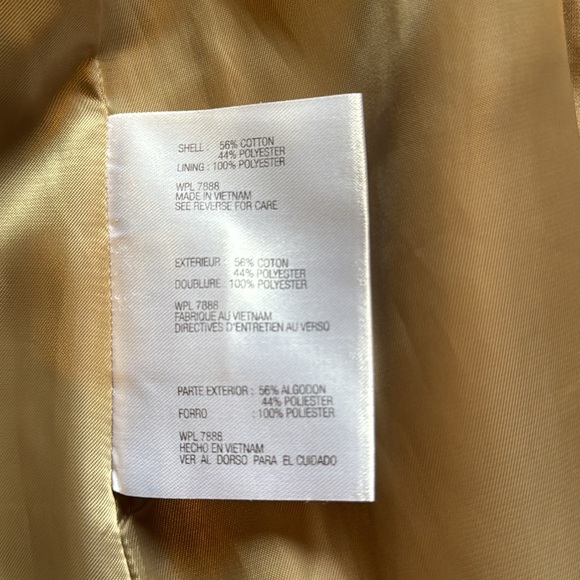 SHELL : 56% COTTON
44% POLYESTER
LINING : 100% POLYESTER
WPL 7886
MADE IN VIETNAM
SEE REVERSE FOR CARE
EXTERIEUR : 56% COTON
44% POLYESTER
DOUBLURE : 100% POLYESTER
WPL 7886
FABRIQUE AU VIETNAM
DIRECTIVES D'ENTRETIEN AU VERSO
PARTE EXTERIOR : 56% ALGODON
44% POLIESTER
FORRO : 100% POLIESTER
WPL 7886
HECHO EN VIETNAM
VER AL DORSO PARA EL CUIDADO